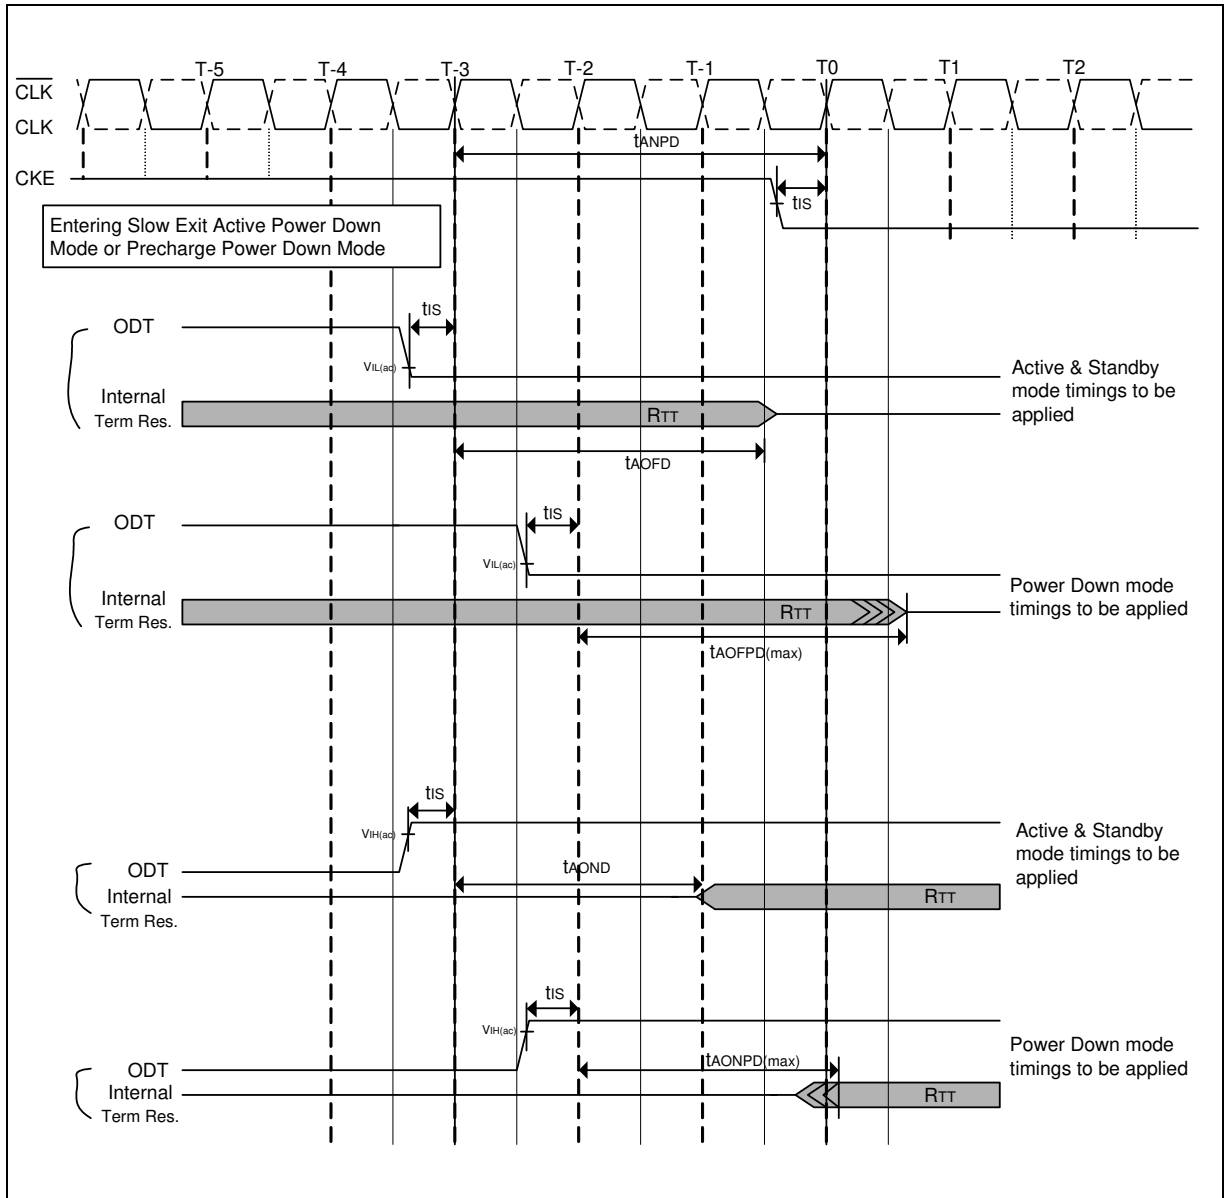 T-5 T-4 T-3 T-2 T-1 T0 T1 T2
CLK
CLK
tANPD
CKE
tIS
Entering Slow Exit Active Power Down
Mode or Precharge Power Down Mode
tIS
ODT
VIL(ac)
Active & Standby
mode timings to be
applied
Internal
Term Res.
RTT
tAOFD
tIS
ODT
VIL(ac)
Power Down mode
timings to be applied
Internal
Term Res.
RTT
tAOFPD(max)
tIS
VIH(ac)
Active & Standby
mode timings to be
applied
ODT
tAOND
Internal
Term Res.
RTT
tIS
VIH(ac)
Power Down mode
timings to be applied
ODT
tAONPD(max)
Internal
Term Res.
RTT